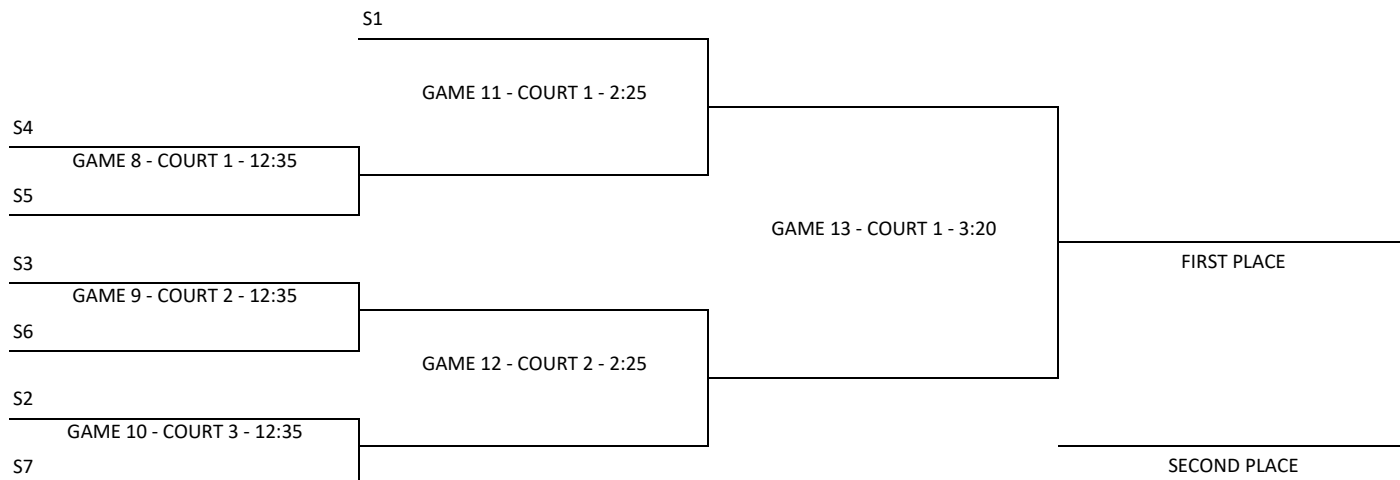 S1
GAME 11 - COURT 1 - 2:25
S4
GAME 8 - COURT 1 - 12:35
S5
GAME 13 - COURT 1 - 3:20
S3
FIRST PLACE
GAME 9 - COURT 2 - 12:35
S6
GAME 12 - COURT 2 - 2:25
S2
GAME 10 - COURT 3 - 12:35
S7
SECOND PLACE